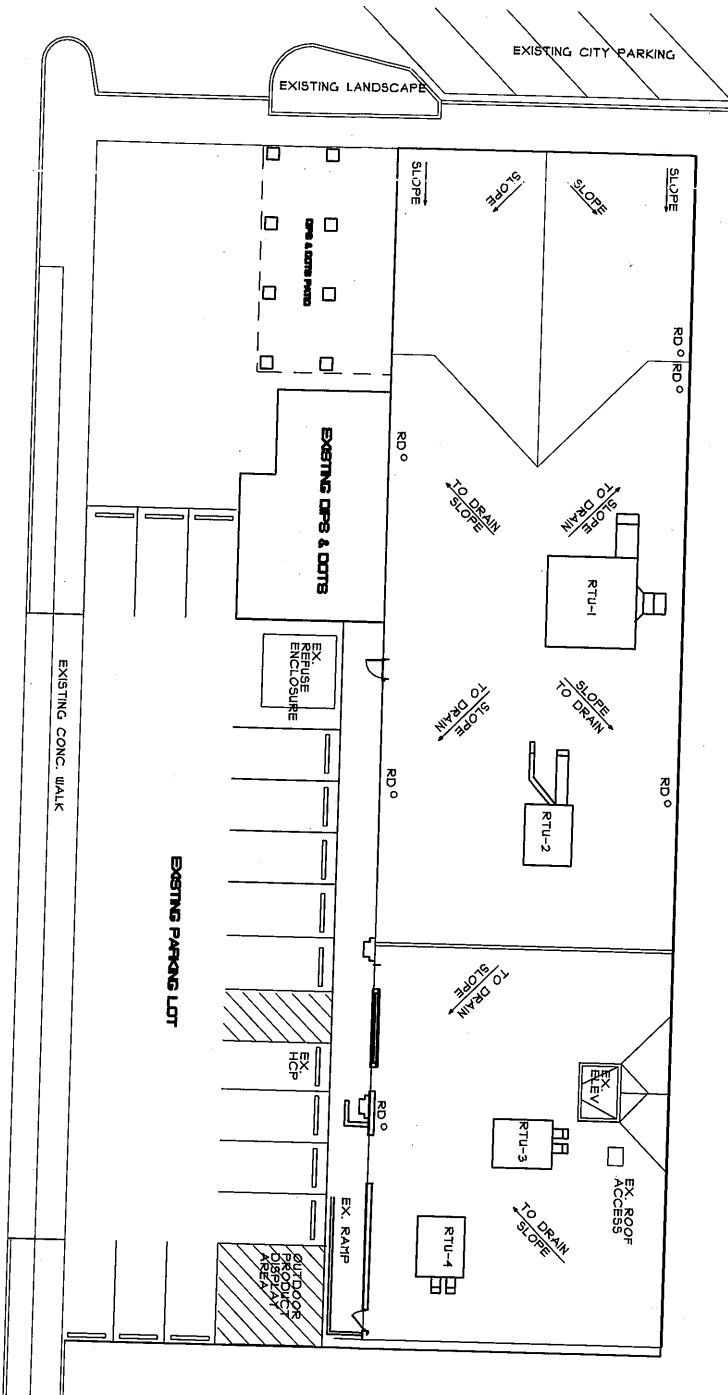 EXISTING CITY PARKING
EXISTING LANDSCAPE
SLOPE
SLOPE
SLOPE
SLOPE
DIPS & DOTS PATIO
RD
RD
RD
EXISTING DIPS & DOTS
TO DRAIN
SLOPE
SLOPE
TO DRAIN
RTU-1
EX.
REFUSE
ENCLOSURE
SLOPE
TO DRAIN
SLOPE
TO DRAIN
EXISTING CONC. WALK
RD
RD
RTU-2
EXISTING PARKING LOT
TO DRAIN
SLOPE
EX.
HCP
EX.
ELEV
RD
RTU-3
EX. ROOF
ACCESS
EX. RAMP
TO DRAIN
SLOPE
RTU-4
OUTDOOR
PRODUCT
DISPLAY
AREA